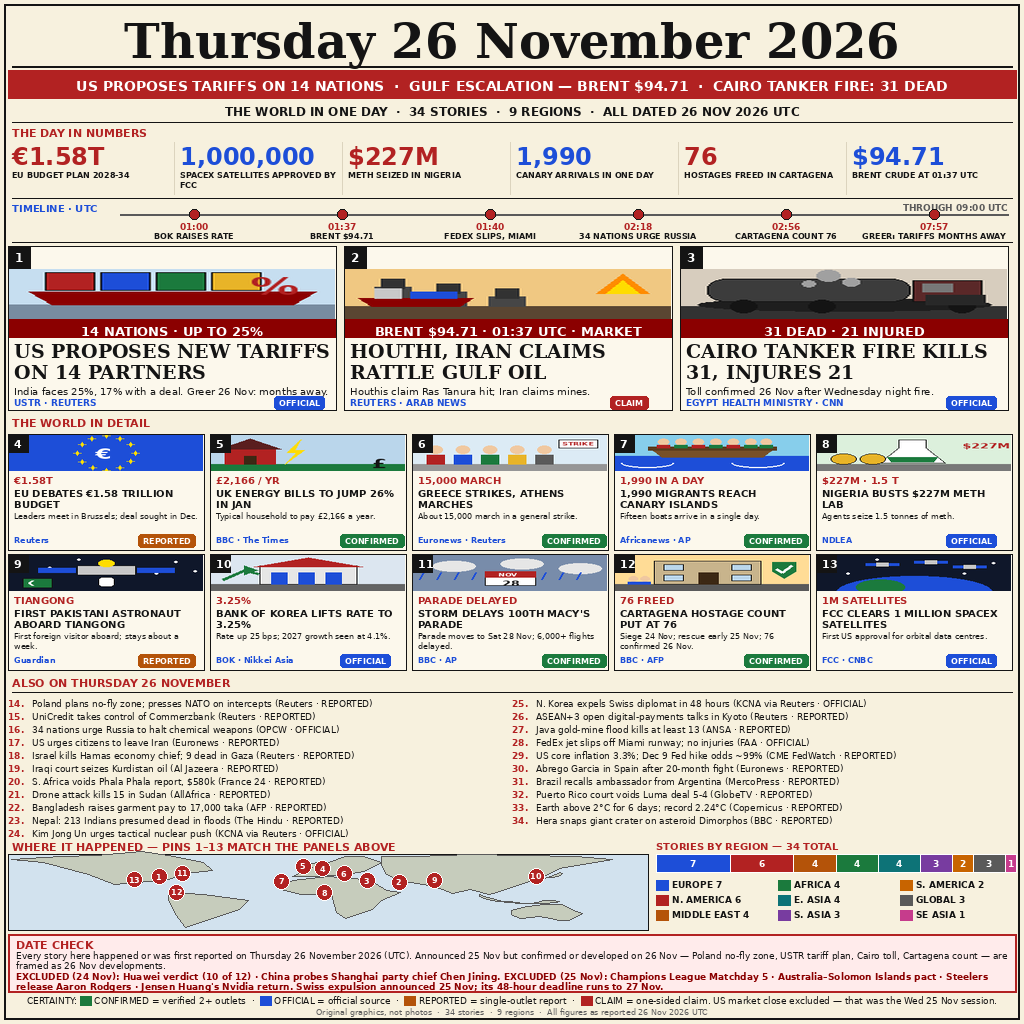 Thursday 26 November 2026
US PROPOSES TARIFFS ON 14 NATIONS · GULF ESCALATION — BRENT $94.71 · CAIRO TANKER FIRE: 31 DEAD
THE WORLD IN ONE DAY · 34 STORIES · 9 REGIONS · ALL DATED 26 NOV 2026 UTC
THE DAY IN NUMBERS
€1.58T
EU BUDGET PLAN 2028-34
1,000,000
SPACEX SATELLITES APPROVED BY
FCC
$227M
METH SEIZED IN NIGERIA
1,990
CANARY ARRIVALS IN ONE DAY
76
HOSTAGES FREED IN CARTAGENA
$94.71
BRENT CRUDE AT 01:37 UTC
TIMELINE · UTC
THROUGH 09:00 UTC
01:00
BOK RAISES RATE
01:37
BRENT $94.71
01:40
FEDEX SLIPS, MIAMI
02:18
34 NATIONS URGE RUSSIA
02:56
CARTAGENA COUNT 76
07:57
GREER: TARIFFS MONTHS AWAY
1
%
14 NATIONS · UP TO 25%
US PROPOSES NEW TARIFFS
ON 14 PARTNERS
India faces 25%, 17% with a deal. Greer 26 Nov: months away.
USTR · REUTERS
OFFICIAL
2
BRENT $94.71 · 01:37 UTC · MARKET
HOUTHI, IRAN CLAIMS
RATTLE GULF OIL
Houthis claim Ras Tanura hit; Iran claims mines.
REUTERS · ARAB NEWS
CLAIM
3
31 DEAD · 21 INJURED
CAIRO TANKER FIRE KILLS
31, INJURES 21
Toll confirmed 26 Nov after Wednesday night fire.
EGYPT HEALTH MINISTRY · CNN
OFFICIAL
THE WORLD IN DETAIL
4
€
€1.58T
EU DEBATES €1.58 TRILLION
BUDGET
Leaders meet in Brussels; deal sought in Dec.
Reuters
REPORTED
5
£
£2,166 / YR
UK ENERGY BILLS TO JUMP 26%
IN JAN
Typical household to pay £2,166 a year.
BBC · The Times
CONFIRMED
6
STRIKE
15,000 MARCH
GREECE STRIKES, ATHENS
MARCHES
About 15,000 march in a general strike.
Euronews · Reuters
CONFIRMED
7
1,990 IN A DAY
1,990 MIGRANTS REACH
CANARY ISLANDS
Fifteen boats arrive in a single day.
Africanews · AP
CONFIRMED
8
$227M
$227M · 1.5 T
NIGERIA BUSTS $227M METH
LAB
Agents seize 1.5 tonnes of meth.
NDLEA
OFFICIAL
9
TIANGONG
FIRST PAKISTANI ASTRONAUT
ABOARD TIANGONG
First foreign visitor aboard; stays about a
week.
Guardian
REPORTED
10
3.25%
BANK OF KOREA LIFTS RATE TO
3.25%
Rate up 25 bps; 2027 growth seen at 4.1%.
BOK · Nikkei Asia
OFFICIAL
11
NOV
28
PARADE DELAYED
STORM DELAYS 100TH MACY'S
PARADE
Parade moves to Sat 28 Nov; 6,000+ flights
delayed.
BBC · AP
CONFIRMED
12
76 FREED
CARTAGENA HOSTAGE COUNT
PUT AT 76
Siege 24 Nov; rescue early 25 Nov; 76
confirmed 26 Nov.
BBC · AFP
CONFIRMED
13
1M SATELLITES
FCC CLEARS 1 MILLION SPACEX
SATELLITES
First US approval for orbital data centres.
FCC · CNBC
OFFICIAL
ALSO ON THURSDAY 26 NOVEMBER
14. Poland plans no-fly zone; presses NATO on intercepts (Reuters · REPORTED)
15. UniCredit takes control of Commerzbank (Reuters · REPORTED)
16. 34 nations urge Russia to halt chemical weapons (OPCW · OFFICIAL)
17. US urges citizens to leave Iran (Euronews · REPORTED)
18. Israel kills Hamas economy chief; 9 dead in Gaza (Reuters · REPORTED)
19. Iraqi court seizes Kurdistan oil (Al Jazeera · REPORTED)
20. S. Africa voids Phala Phala report, $580k (France 24 · REPORTED)
21. Drone attack kills 15 in Sudan (AllAfrica · REPORTED)
22. Bangladesh raises garment pay to 17,000 taka (AFP · REPORTED)
23. Nepal: 213 Indians presumed dead in floods (The Hindu · REPORTED)
24. Kim Jong Un urges tactical nuclear push (KCNA via Reuters · OFFICIAL)
25. N. Korea expels Swiss diplomat in 48 hours (KCNA via Reuters · OFFICIAL)
26. ASEAN+3 open digital-payments talks in Kyoto (Reuters · REPORTED)
27. Java gold-mine flood kills at least 13 (ANSA · REPORTED)
28. FedEx jet slips off Miami runway; no injuries (FAA · OFFICIAL)
29. US core inflation 3.3%; Dec 9 Fed hike odds ~99% (CME FedWatch · REPORTED)
30. Abrego Garcia in Spain after 20-month fight (Euronews · REPORTED)
31. Brazil recalls ambassador from Argentina (MercoPress · REPORTED)
32. Puerto Rico court voids Luma deal 5-4 (GlobeTV · REPORTED)
33. Earth above 2°C for 6 days; record 2.24°C (Copernicus · REPORTED)
34. Hera snaps giant crater on asteroid Dimorphos (BBC · REPORTED)
WHERE IT HAPPENED — PINS 1–13 MATCH THE PANELS ABOVE
13 1 11 12 5 4 6 7 8 3 2 9 10
STORIES BY REGION — 34 TOTAL
7 6 4 4 4 3 2 3 1
EUROPE 7
AFRICA 4
S. AMERICA 2
N. AMERICA 6
E. ASIA 4
GLOBAL 3
MIDDLE EAST 4
S. ASIA 3
SE ASIA 1
DATE CHECK
Every story here happened or was first reported on Thursday 26 November 2026 (UTC). Announced 25 Nov but confirmed or developed on 26 Nov — Poland no-fly zone, USTR tariff plan, Cairo toll, Cartagena count — are
framed as 26 Nov developments.
EXCLUDED (24 Nov): Huawei verdict (10 of 12) · China probes Shanghai party chief Chen Jining. EXCLUDED (25 Nov): Champions League Matchday 5 · Australia–Solomon Islands pact · Steelers
release Aaron Rodgers · Jensen Huang's Nvidia return. Swiss expulsion announced 25 Nov; its 48-hour deadline runs to 27 Nov.
CERTAINTY: CONFIRMED = verified 2+ outlets · OFFICIAL = official source · REPORTED = single-outlet report · CLAIM = one-sided claim. US market close excluded — that was the Wed 25 Nov session.
Original graphics, not photos · 34 stories · 9 regions · All figures as reported 26 Nov 2026 UTC